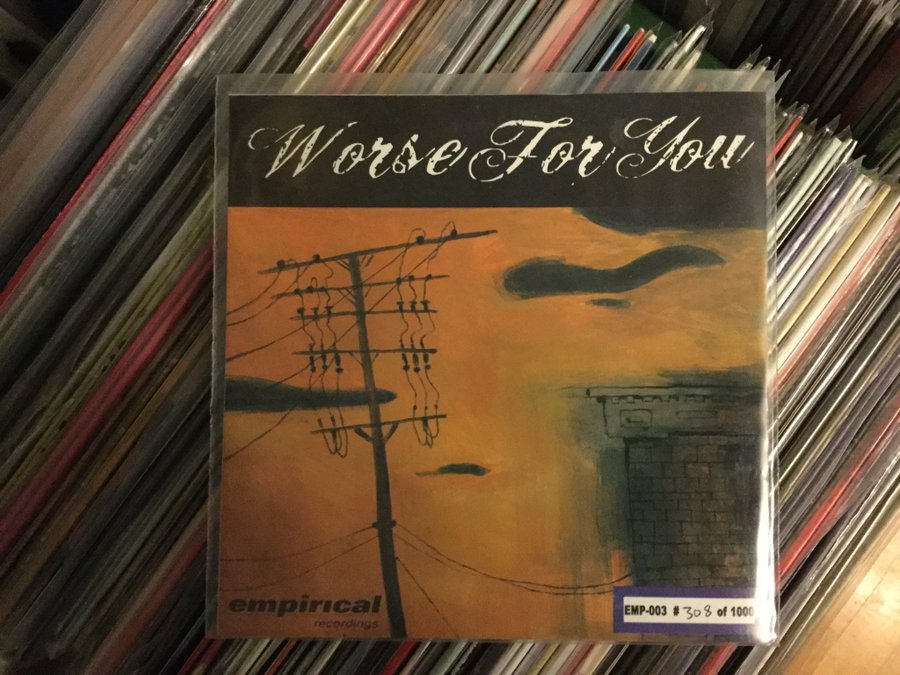 Worse For You
empirical
recordings
EMP-003 # 308 of 1000